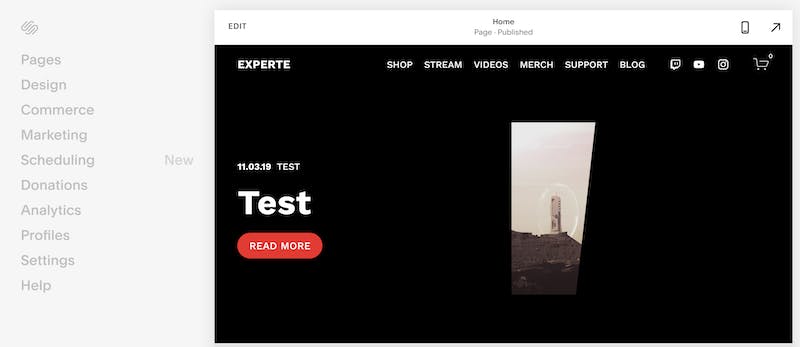 Pages
Design
Commerce
Marketing
Scheduling New
Donations
Analytics
Profiles
Settings
Help
EDIT
Home
Page · Published
EXPERTE SHOP STREAM VIDEOS MERCH SUPPORT BLOG 0
11.03.19 TEST
Test
READ MORE